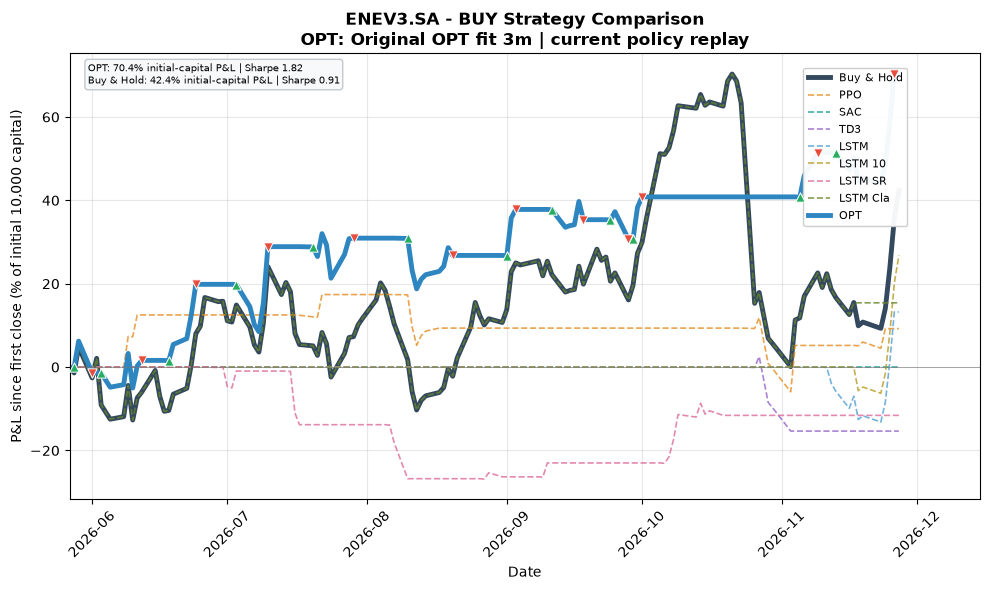 ENEV3.SA - BUY Strategy Comparison
OPT: Original OPT fit 3m | current policy replay
OPT: 70.4% initial-capital P&L | Sharpe 1.82
Buy & Hold: 42.4% initial-capital P&L | Sharpe 0.91
Buy & Hold
PPO
SAC
TD3
LSTM
LSTM 10
LSTM SR
LSTM Cla
OPT
P&L since first close (% of initial 10,000 capital)
60
40
20
0
−20
2026-06
2026-07
2026-08
2026-09
2026-10
2026-11
2026-12
Date